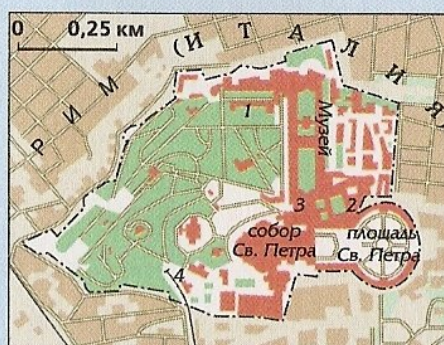 0 0,25 км
РИМ (ИТАЛИЯ
1
Музей
3 2
собор
Св. Петра
площадь
Св. Петра
4